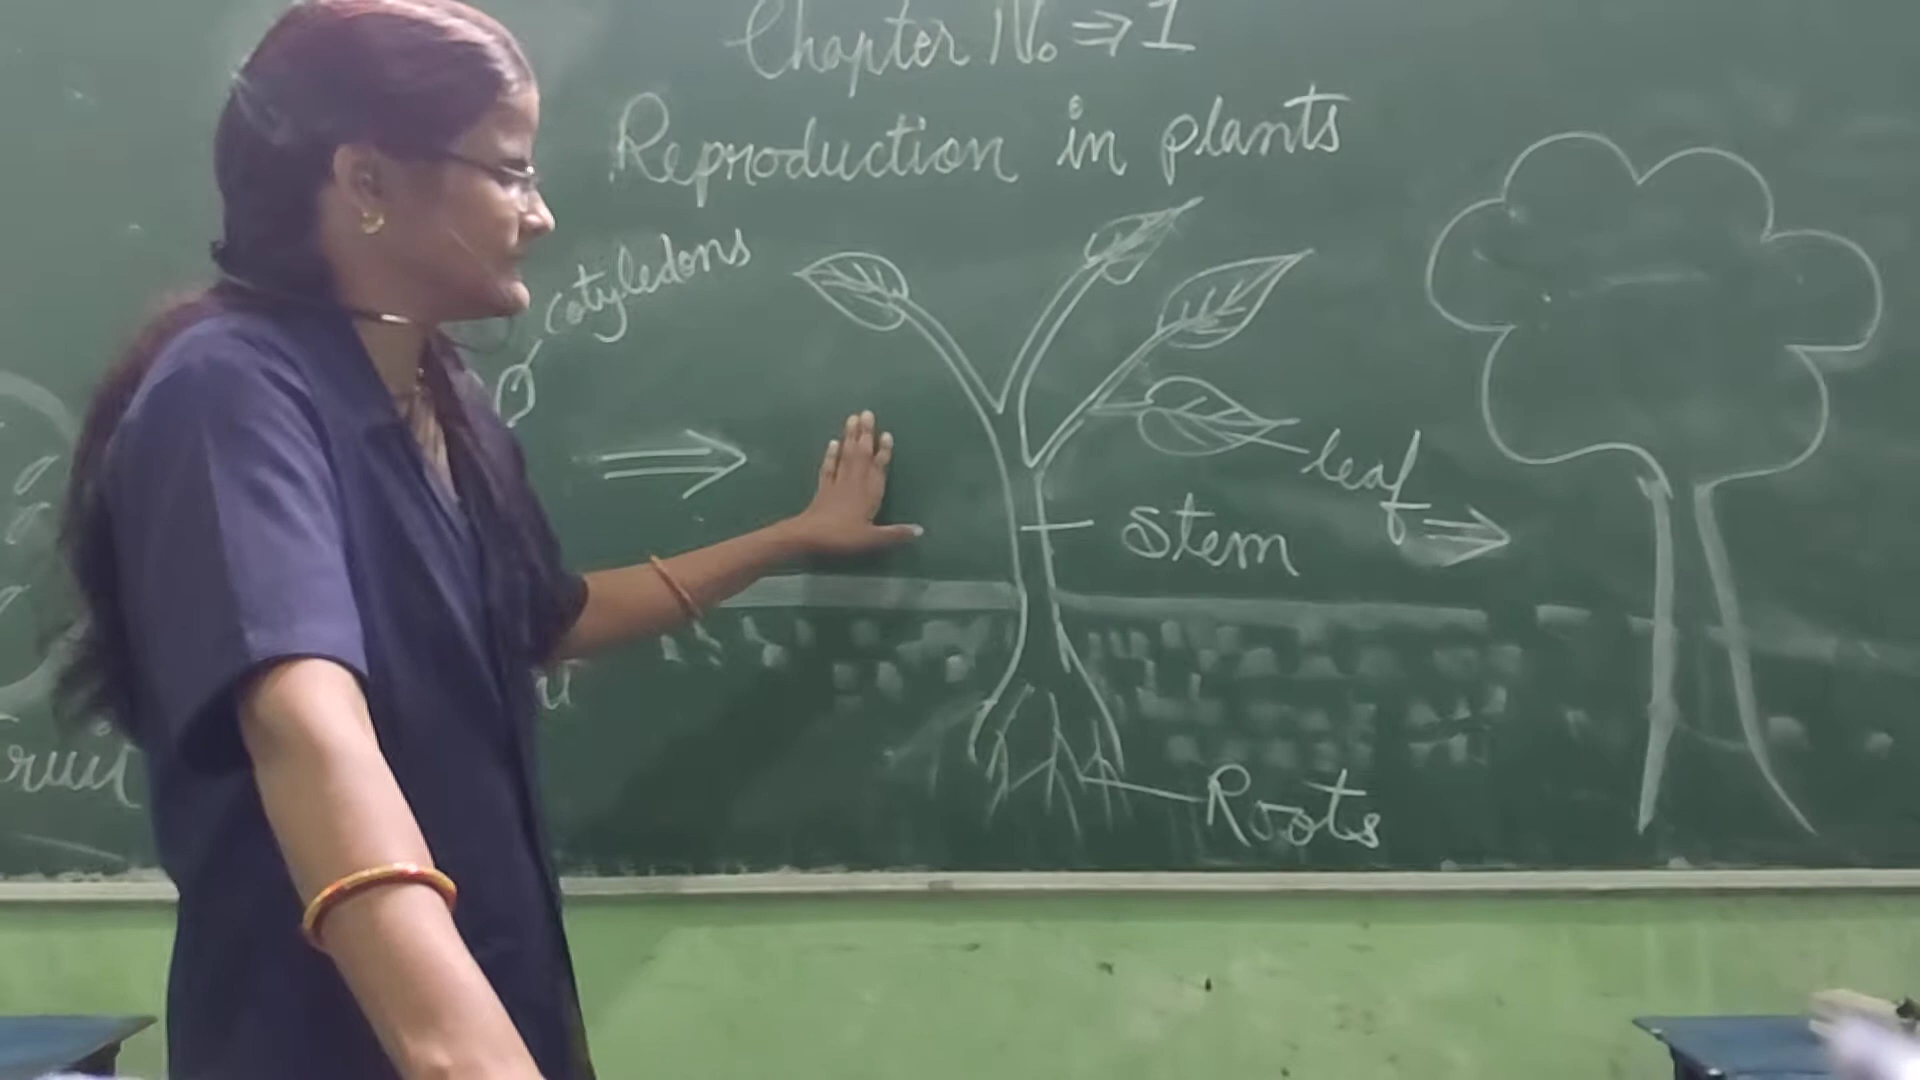 Chapter No ⇒ 1
Reproduction in plants
cotyledons
leaf
Stem
Roots